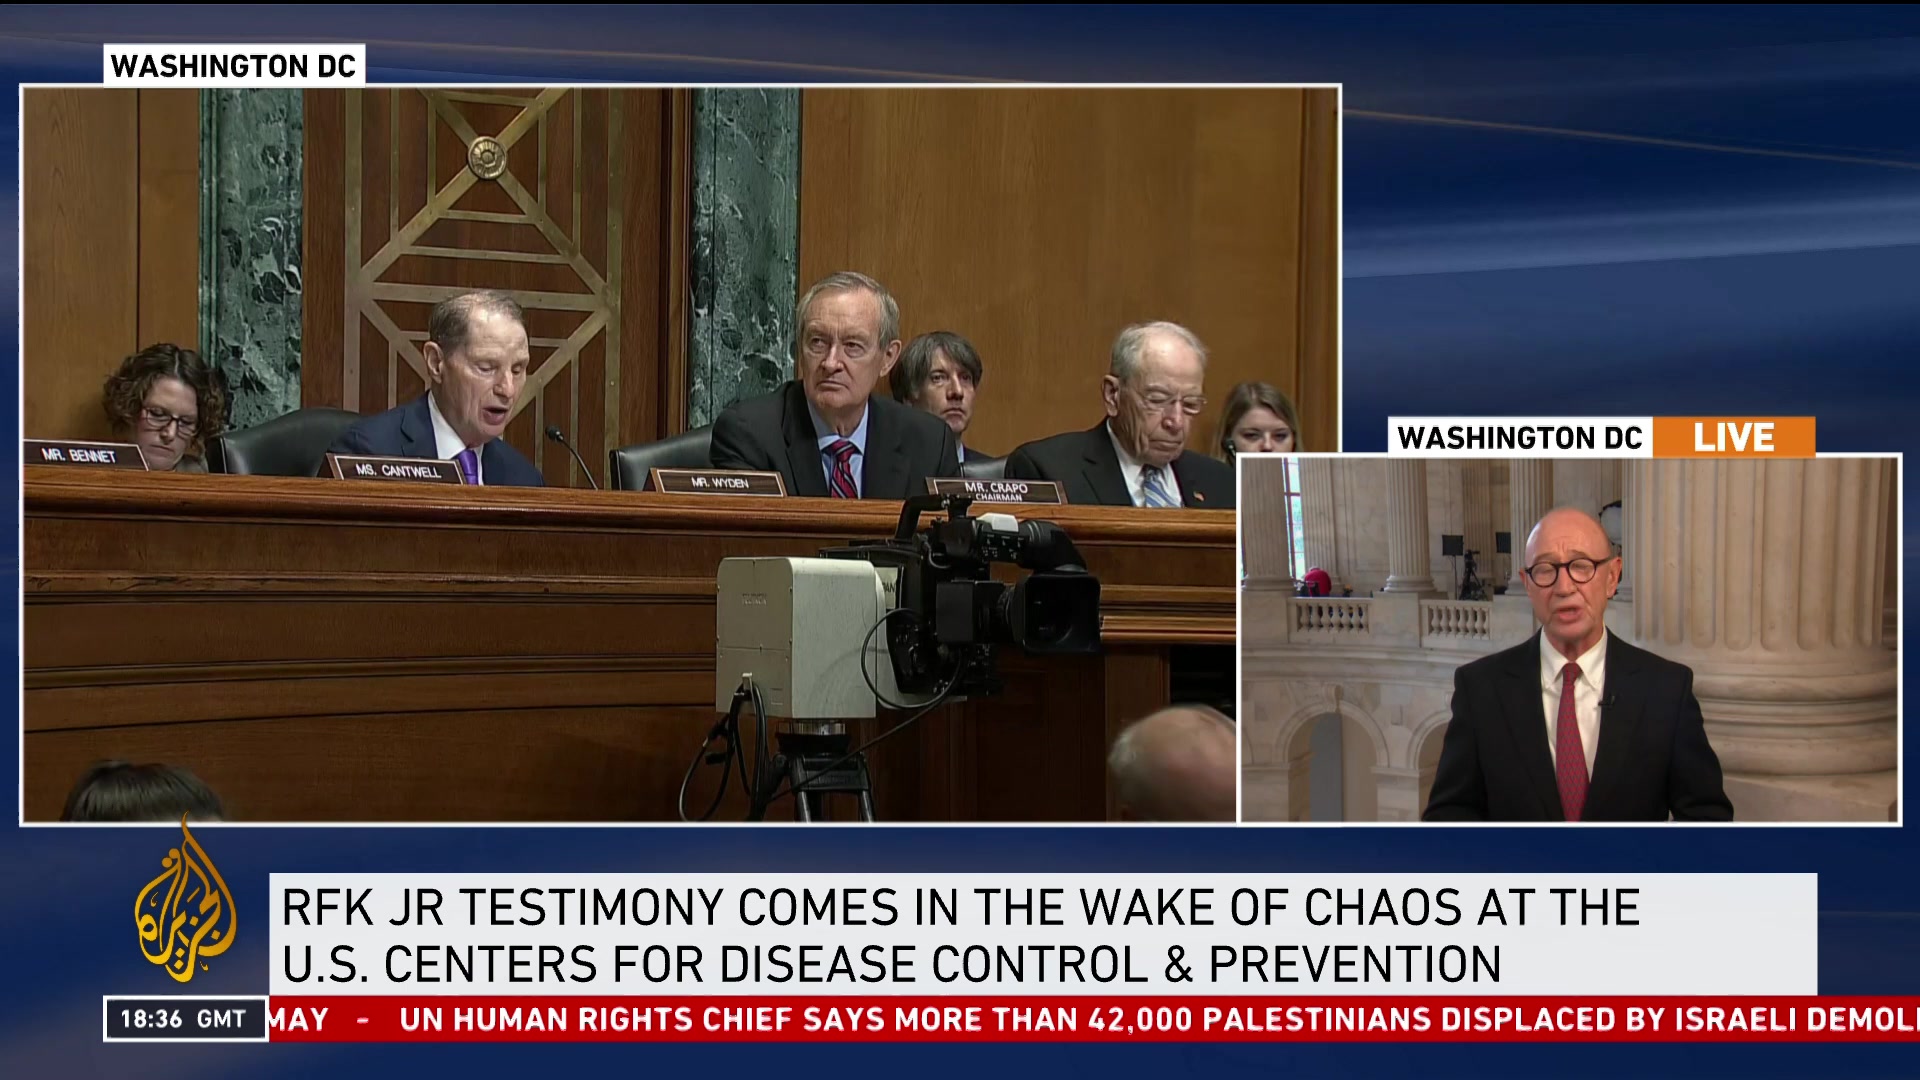 WASHINGTON DC
MR. BENNET
MS. CANTWELL
MR. WYDEN
MR. CRAPO
CHAIRMAN
WASHINGTON DC LIVE
RFK JR TESTIMONY COMES IN THE WAKE OF CHAOS AT THE
U.S. CENTERS FOR DISEASE CONTROL & PREVENTION
18:36 GMT MAY - UN HUMAN RIGHTS CHIEF SAYS MORE THAN 42,000 PALESTINIANS DISPLACED BY ISRAELI DEMOLI
الجزيرة